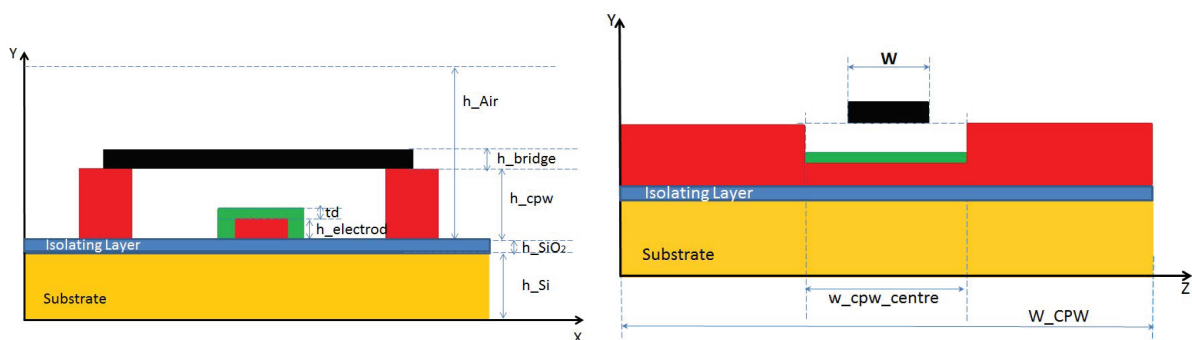 Y
h_Air
h_bridge
h_cpw
td
h_electrod
Isolating Layer
h_SiO₂
h_Si
Substrate
X
Y
W
Isolating Layer
Substrate
Z
w_cpw_centre
W_CPW